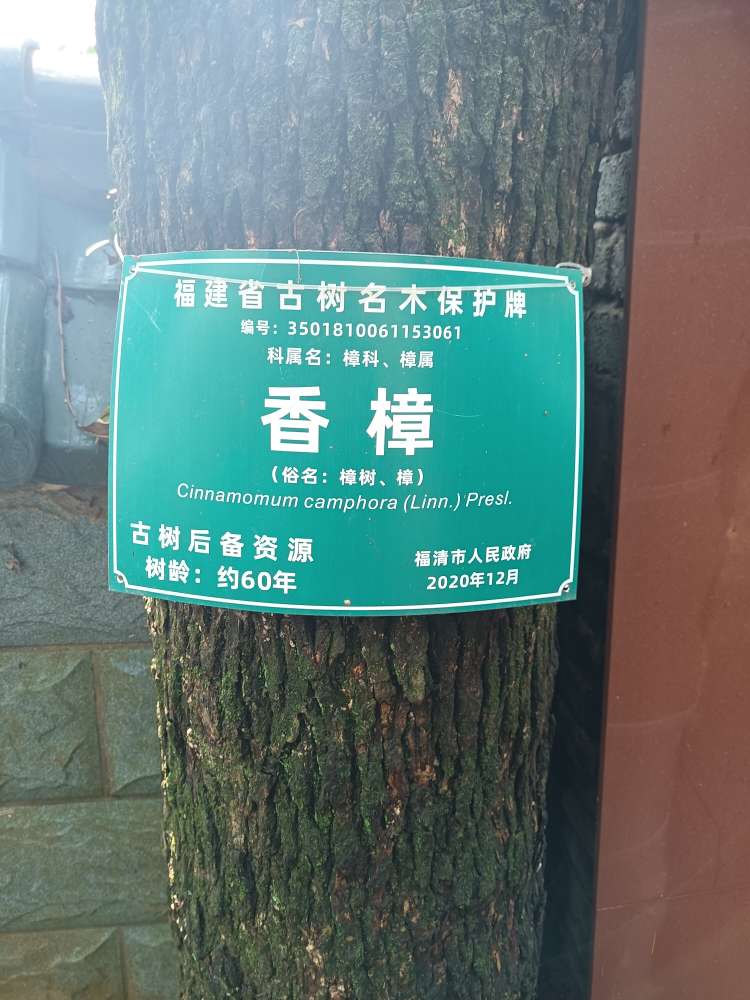 福建省古树名木保护牌
编号：3501810061153061
科属名：樟科、樟属
香樟
（俗名：樟树、樟）
Cinnamomum camphora (Linn.) Presl.
古树后备资源
树龄：约60年
福清市人民政府
2020年12月